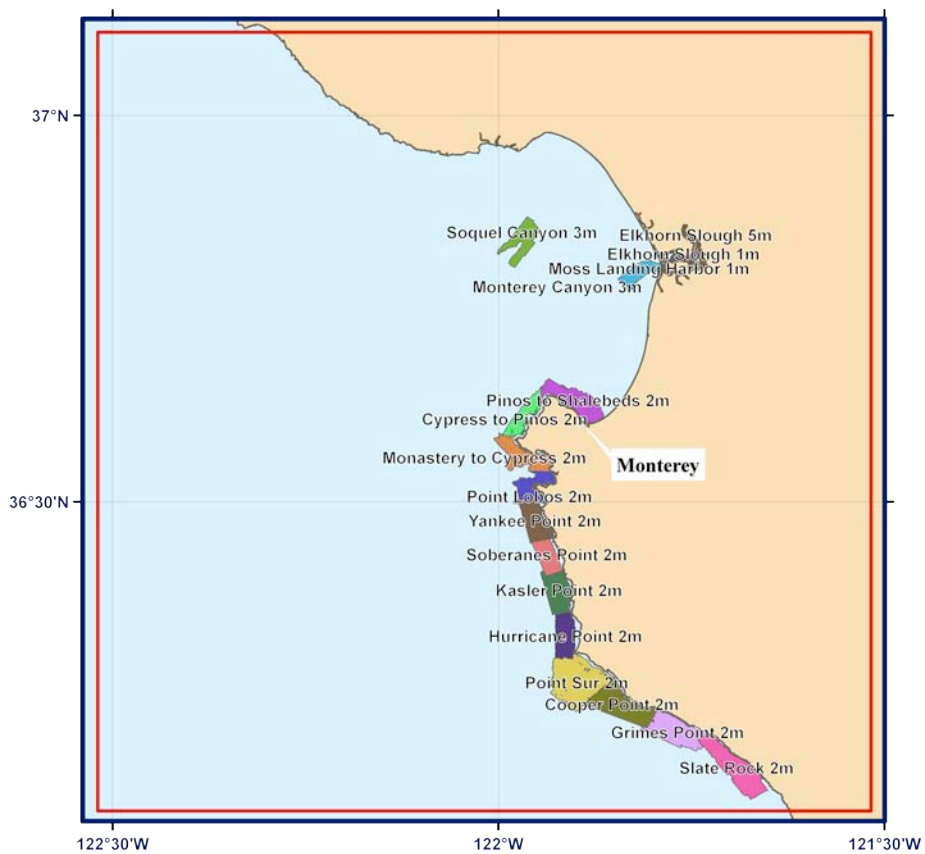 37°N
Soquel Canyon 3m
Elkhorn Slough 5m
Elkhorn Slough 1m
Moss Landing Harbor 1m
Monterey Canyon 3m
Pinos to Shalebeds 2m
Cypress to Pinos 2m
Monastery to Cypress 2m
Monterey
36°30'N
Point Lobos 2m
Yankee Point 2m
Soberanes Point 2m
Kasler Point 2m
Hurricane Point 2m
Point Sur 2m
Cooper Point 2m
Grimes Point 2m
Slate Rock 2m
122°30'W
122°W
121°30'W